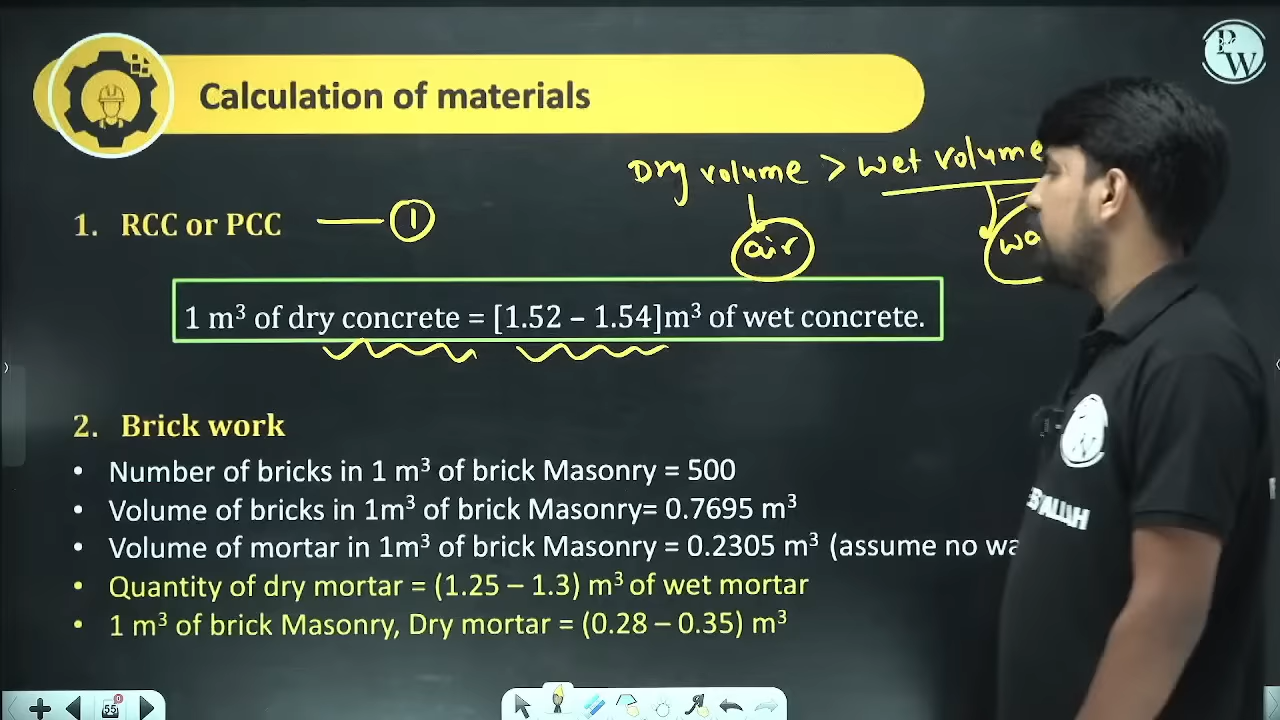 Calculation of materials
PW
Dry volume > wet volume
air
1. RCC or PCC — ①
1 m³ of dry concrete = [1.52 – 1.54]m³ of wet concrete.
2. Brick work
• Number of bricks in 1 m³ of brick Masonry = 500
• Volume of bricks in 1m³ of brick Masonry= 0.7695 m³
• Volume of mortar in 1m³ of brick Masonry = 0.2305 m³ (assume no
• Quantity of dry mortar = (1.25 – 1.3) m³ of wet mortar
• 1 m³ of brick Masonry, Dry mortar = (0.28 – 0.35) m³
55